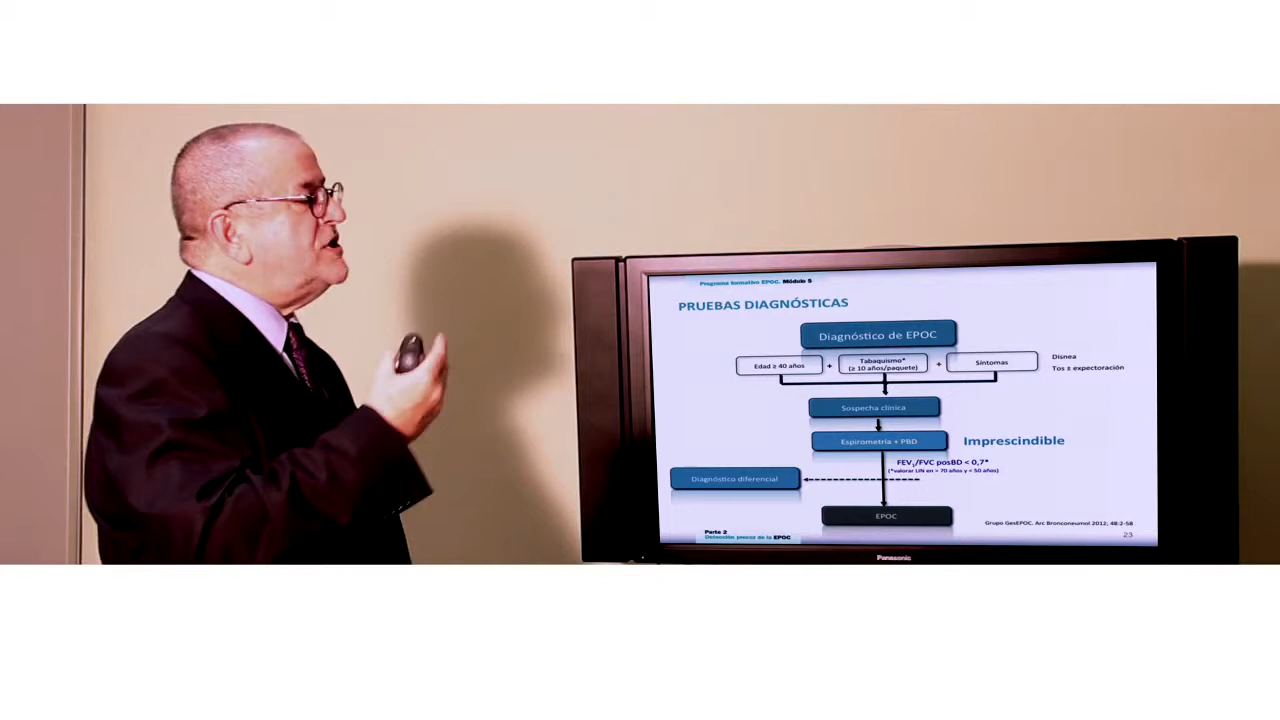 Programa formativo EPOC. Módulo 5
PRUEBAS DIAGNÓSTICAS
Diagnóstico de EPOC
Edad ≥ 40 años + Tabaquismo* + Síntomas
(≥ 10 años/paquete)
Disnea
Tos ± expectoración
Sospecha clínica
Espirometría + PBD
Imprescindible
FEV₁/FVC posBD < 0,7*
(*valorar LIN en > 70 años y < 50 años)
Diagnóstico diferencial
EPOC
Grupo GesEPOC. Arc Bronconeumol 2012; 48:2-58
Parte 2
Detección precoz de la EPOC
23
Panasonic